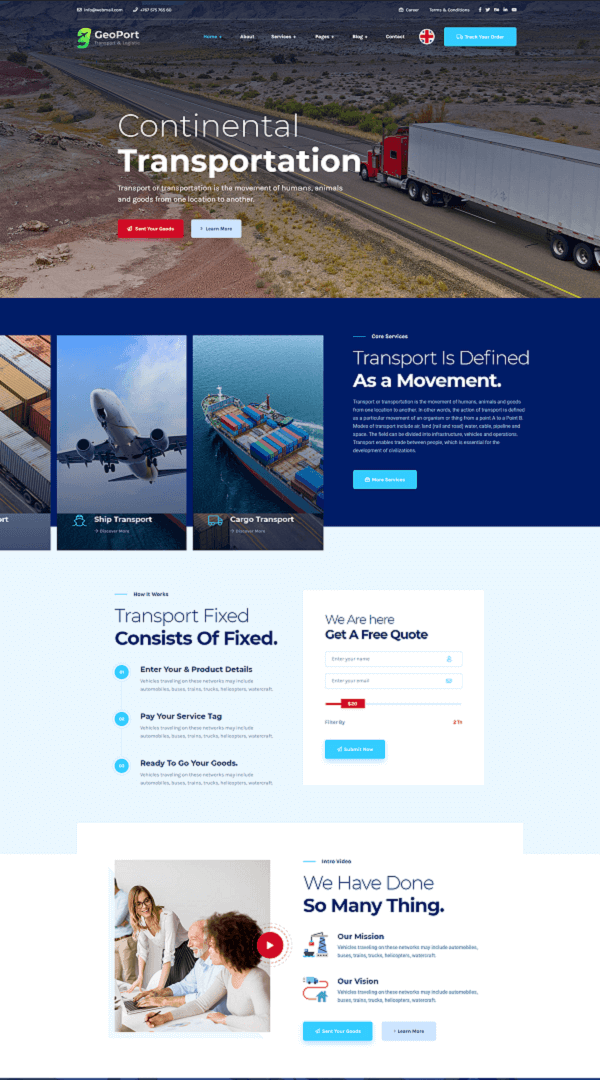 info@webmail.com
+797 575 765 60
Career
Terms & Conditions
GeoPort
Transport & Logistic
Home +
About
Services +
Pages +
Blog +
Contact
Track Your Order
Continental
Transportation
Transport or transportation is the movement of humans, animals
and goods from one location to another.
Sent Your Goods
Learn More
Core Services
Transport Is Defined
As a Movement.
Transport or transportation is the movement of humans, animals and goods
from one location to another. In other words, the action of transport is defined
as a particular movement of an organism or thing from a point A to a Point B.
Modes of transport include air, land (rail and road), water, cable, pipeline and
space. The field can be divided into infrastructure, vehicles and operations.
Transport enables trade between people, which is essential for the
development of civilizations.
More Services
ort
Ship Transport
Discover More
Cargo Transport
Discover More
How it Works
Transport Fixed
Consists Of Fixed.
01
Enter Your & Product Details
Vehicles traveling on these networks may include
automobiles, buses, trains, trucks, helicopters, watercraft.
02
Pay Your Service Tag
Vehicles traveling on these networks may include
automobiles, buses, trains, trucks, helicopters, watercraft.
03
Ready To Go Your Goods.
Vehicles traveling on these networks may include
automobiles, buses, trains, trucks, helicopters, watercraft.
We Are here
Get A Free Quote
Enter your name
Enter your email
$20
Filter By
2 Tn
Submit Now
Intro Video
We Have Done
So Many Thing.
Our Mission
Vehicles traveling on these networks may include automobiles,
buses, trains, trucks, helicopters, watercraft.
Our Vision
Vehicles traveling on these networks may include automobiles,
buses, trains, trucks, helicopters, watercraft.
Sent Your Goods
Learn More